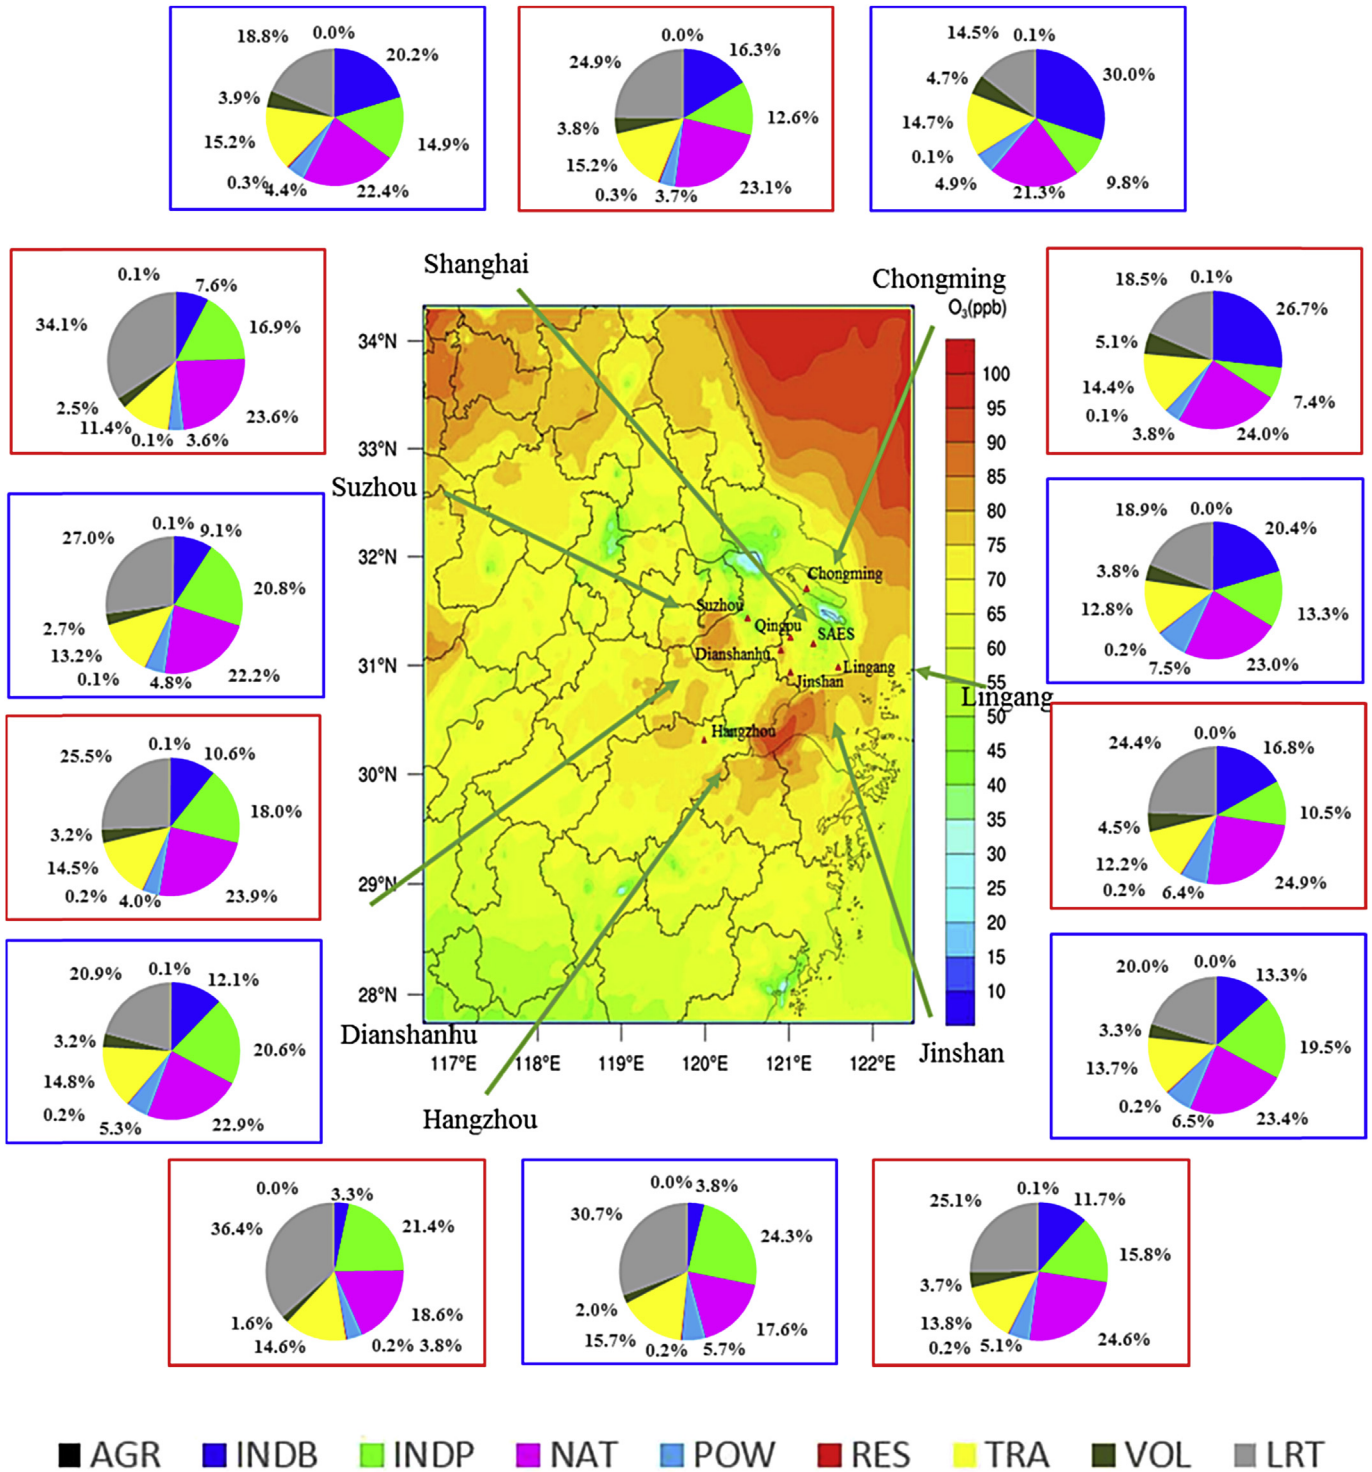 18.8% 0.0% 20.2%
3.9%
15.2% 14.9%
0.3% 4.4% 22.4%
0.0% 16.3%
24.9%
3.8% 12.6%
15.2%
0.3% 3.7% 23.1%
14.5% 0.1%
4.7% 30.0%
14.7%
0.1%
4.9% 21.3% 9.8%
0.1% 7.6%
34.1% 16.9%
2.5%
11.4% 0.1% 3.6% 23.6%
18.5% 0.1% 26.7%
5.1%
14.4% 7.4%
0.1%
3.8% 24.0%
0.1% 9.1%
27.0%
20.8%
2.7%
13.2%
0.1% 4.8% 22.2%
18.9% 0.0% 20.4%
3.8%
12.8% 13.3%
0.2%
7.5% 23.0%
0.1% 10.6%
25.5%
18.0%
3.2%
14.5%
0.2% 4.0% 23.9%
0.0% 16.8%
24.4%
10.5%
4.5%
12.2%
0.2% 6.4% 24.9%
20.9% 0.1% 12.1%
3.2% 20.6%
14.8%
0.2%
5.3% 22.9%
20.0% 0.0% 13.3%
3.3% 19.5%
13.7%
0.2%
6.5% 23.4%
0.0% 3.3%
36.4% 21.4%
1.6% 18.6%
14.6% 0.2% 3.8%
0.0% 3.8%
30.7% 24.3%
2.0% 17.6%
15.7% 0.2% 5.7%
25.1% 0.1% 11.7%
15.8%
3.7%
13.8%
0.2% 5.1% 24.6%
Shanghai
Chongming
O3(ppb)
Suzhou
Lingang
Dianshanhu
Jinshan
Hangzhou
34°N
33°N
32°N
31°N
30°N
29°N
28°N
117°E 118°E 119°E 120°E 121°E 122°E
Chongming
Suzhou
Qingpu
SAES
Dianshanhu
Lingang
Jinshan
Hangzhou
100
95
90
85
80
75
70
65
60
55
50
45
40
35
30
25
20
15
10
AGR INDB INDP NAT POW RES TRA VOL LRT